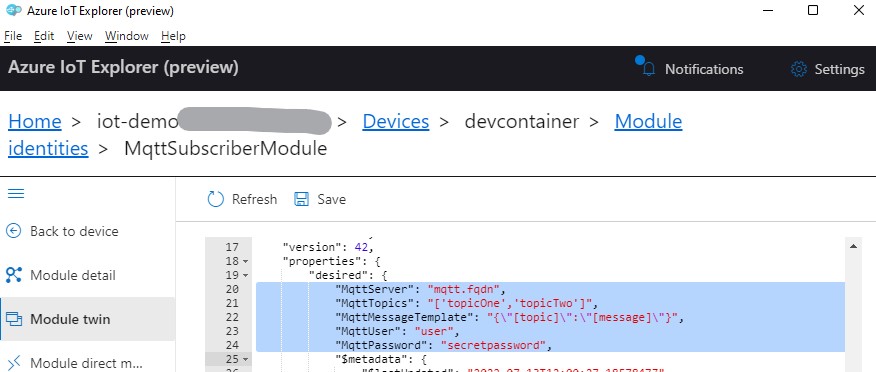 Azure IoT Explorer (preview)
File Edit View Window Help
Azure IoT Explorer (preview)
Notifications
Settings
Home > iot-demo > Devices > devcontainer > Module
identities > MqttSubscriberModule
Refresh Save
Back to device
Module detail
Module twin
Module direct m...
17 "version": 42,
18 "properties": {
19 "desired": {
20 "MqttServer": "mqtt.fqdn",
21 "MqttTopics": "['topicOne','topicTwo']",
22 "MqttMessageTemplate": "{\"[topic]\":\"[message]\"}",
23 "MqttUser": "user",
24 "MqttPassword": "secretpassword",
25 "$metadata": {